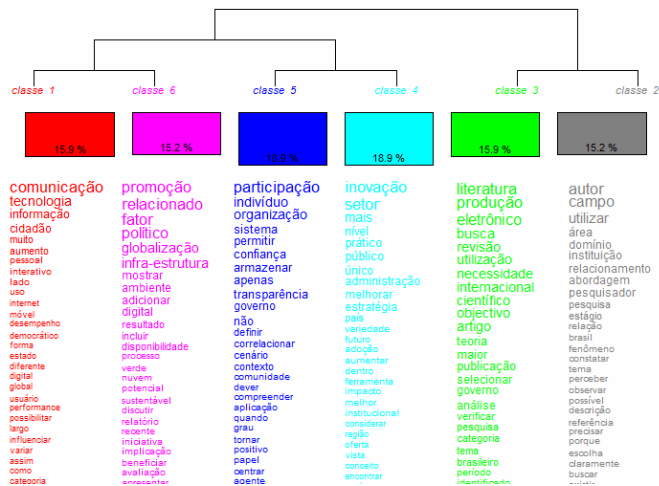 classe 1 classe 6 classe 5 classe 4 classe 3 classe 2
15.9 % 15.2 % 18.9 % 18.9 % 15.9 % 15.2 %
comunicação
tecnologia
informação
cidadão
muito
aumento
pessoal
interativo
lado
uso
internet
móvel
desempenho
democrático
forma
estado
diferente
digital
global
usuário
performance
possibilitar
largo
influenciar
variar
assim
como
categoria
promoção
relacionado
fator
político
globalização
infra-estrutura
mostrar
ambiente
adicionar
digital
resultado
incluir
disponibilidade
processo
verde
nuvem
potencial
sustentável
discutir
relatório
recente
iniciativa
implicação
beneficiar
avaliação
apresentar
participação
indivíduo
organização
sistema
permitir
confiança
armazenar
apenas
transparência
governo
não
definir
correlacionar
cenário
contexto
comunidade
dever
compreender
aplicação
quando
grau
tornar
positivo
papel
centrar
agente
inovação
setor
mais
nível
prático
público
único
administração
melhorar
estratégia
país
variedade
futuro
adoção
aumentar
dentro
ferramenta
impacto
melhor
institucional
considerar
região
oferta
vista
conceito
encontrar
literatura
produção
eletrônico
busca
revisão
utilização
necessidade
internacional
científico
objectivo
artigo
teoria
maior
publicação
selecionar
governo
análise
verificar
pesquisa
categoria
tema
brasileiro
período
identificado
autor
campo
utilizar
área
domínio
instituição
relacionamento
abordagem
pesquisador
pesquisa
estágio
relação
brasil
fenômeno
constatar
tema
perceber
observar
possível
descrição
referência
precisar
porque
escolha
claramente
buscar